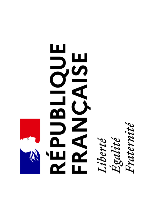 RÉPUBLIQUE
FRANÇAISE
Liberté
Égalité
Fraternité